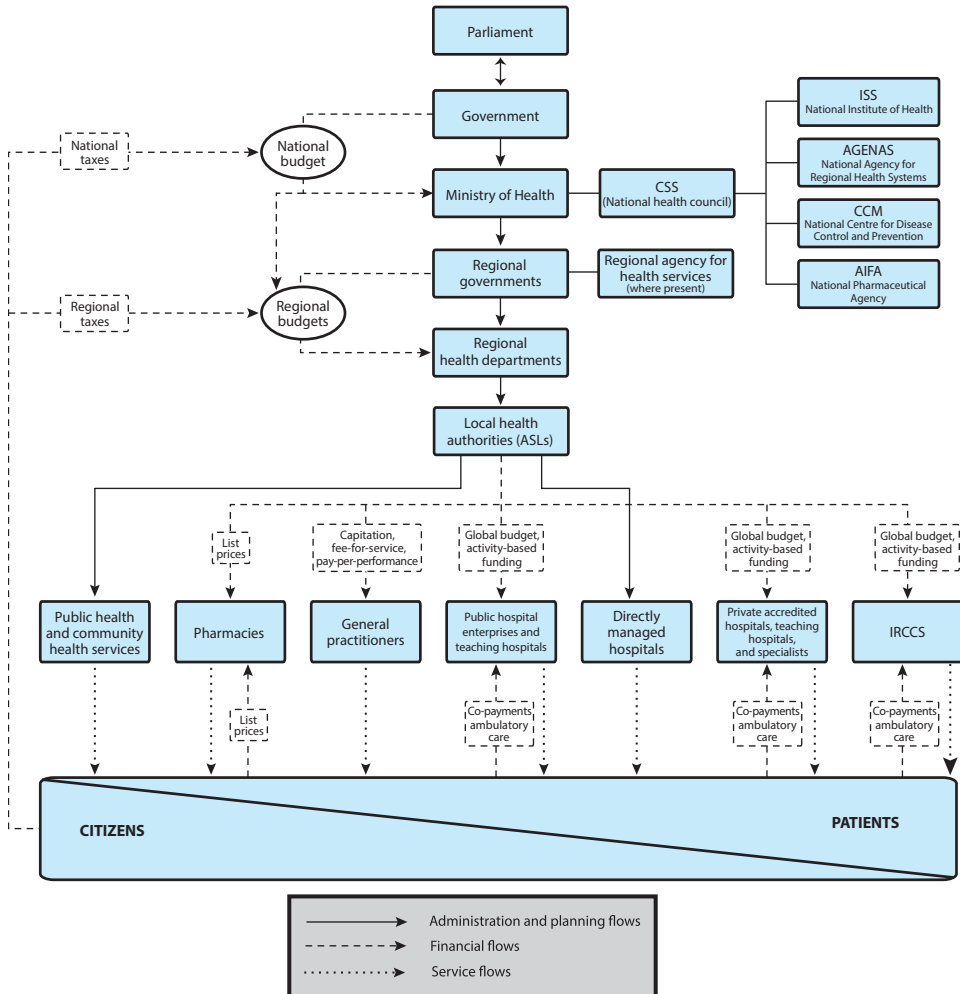 Parliament
Government
National
taxes
National
budget
Ministry of Health
CSS
(National health council)
ISS
National Institute of Health
AGENAS
National Agency for
Regional Health Systems
CCM
National Centre for Disease
Control and Prevention
AIFA
National Pharmaceutical
Agency
Regional
governments
Regional agency for
health services
(where present)
Regional
taxes
Regional
budgets
Regional
health departments
Local health
authorities (ASLs)
List
prices
Capitation,
fee-for-service,
pay-per-performance
Global budget,
activity-based
funding
Global budget,
activity-based
funding
Global budget,
activity-based
funding
Public health
and community
health services
Pharmacies
General
practitioners
Public hospital
enterprises and
teaching hospitals
Directly
managed
hospitals
Private accredited
hospitals, teaching
hospitals,
and specialists
IRCCS
List
prices
Co-payments
ambulatory
care
Co-payments
ambulatory
care
Co-payments
ambulatory
care
CITIZENS
PATIENTS
Administration and planning flows
Financial flows
Service flows